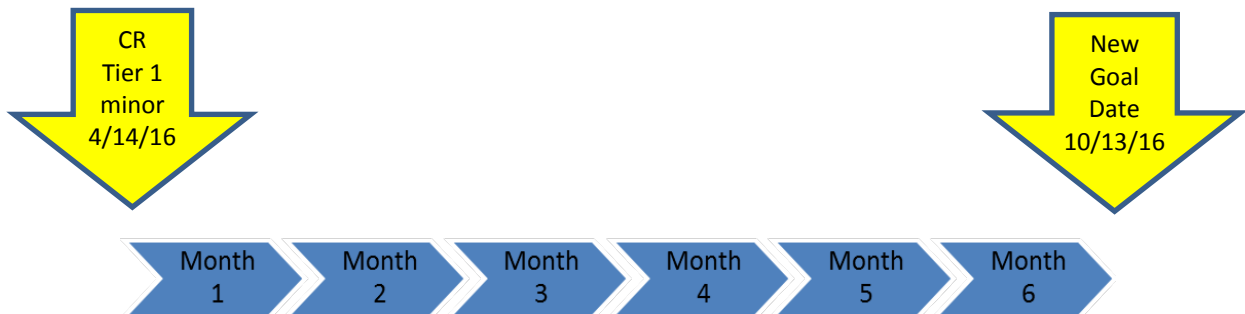 CR
Tier 1
minor
4/14/16
New
Goal
Date
10/13/16
Month
1
Month
2
Month
3
Month
4
Month
5
Month
6